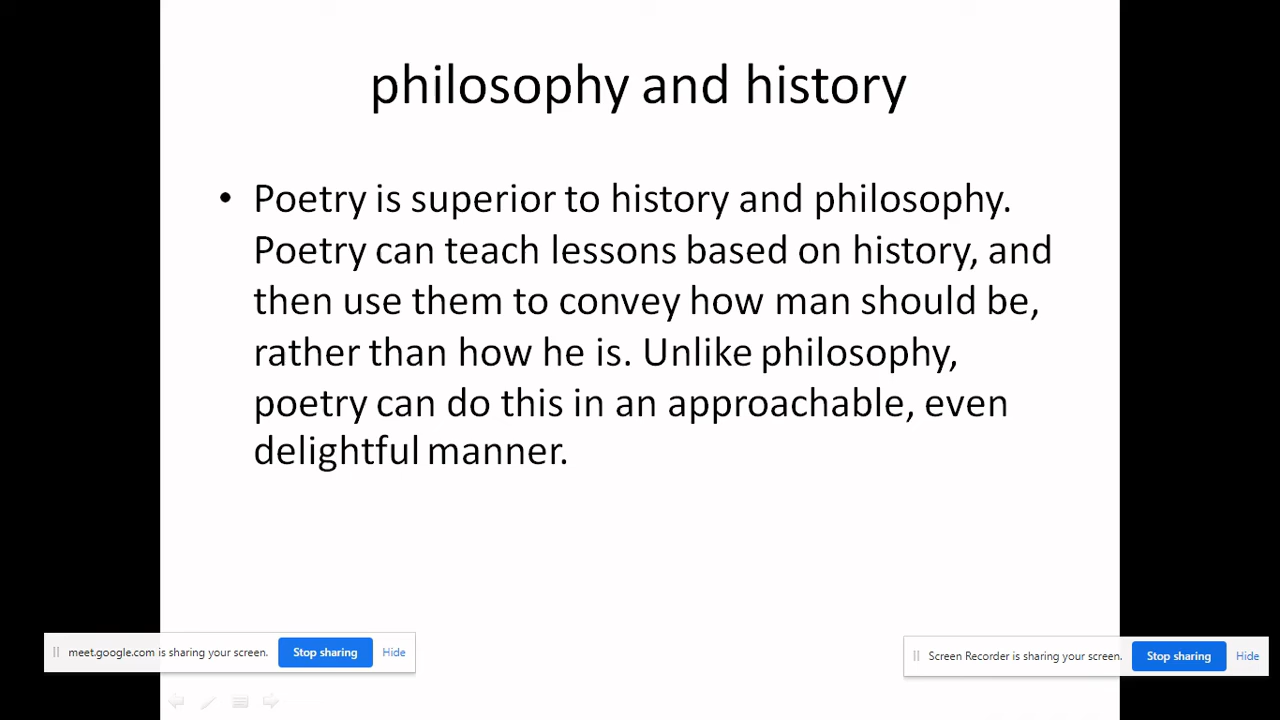 philosophy and history
• Poetry is superior to history and philosophy.
Poetry can teach lessons based on history, and
then use them to convey how man should be,
rather than how he is. Unlike philosophy,
poetry can do this in an approachable, even
delightful manner.
meet.google.com is sharing your screen. Stop sharing Hide
Screen Recorder is sharing your screen. Stop sharing Hide